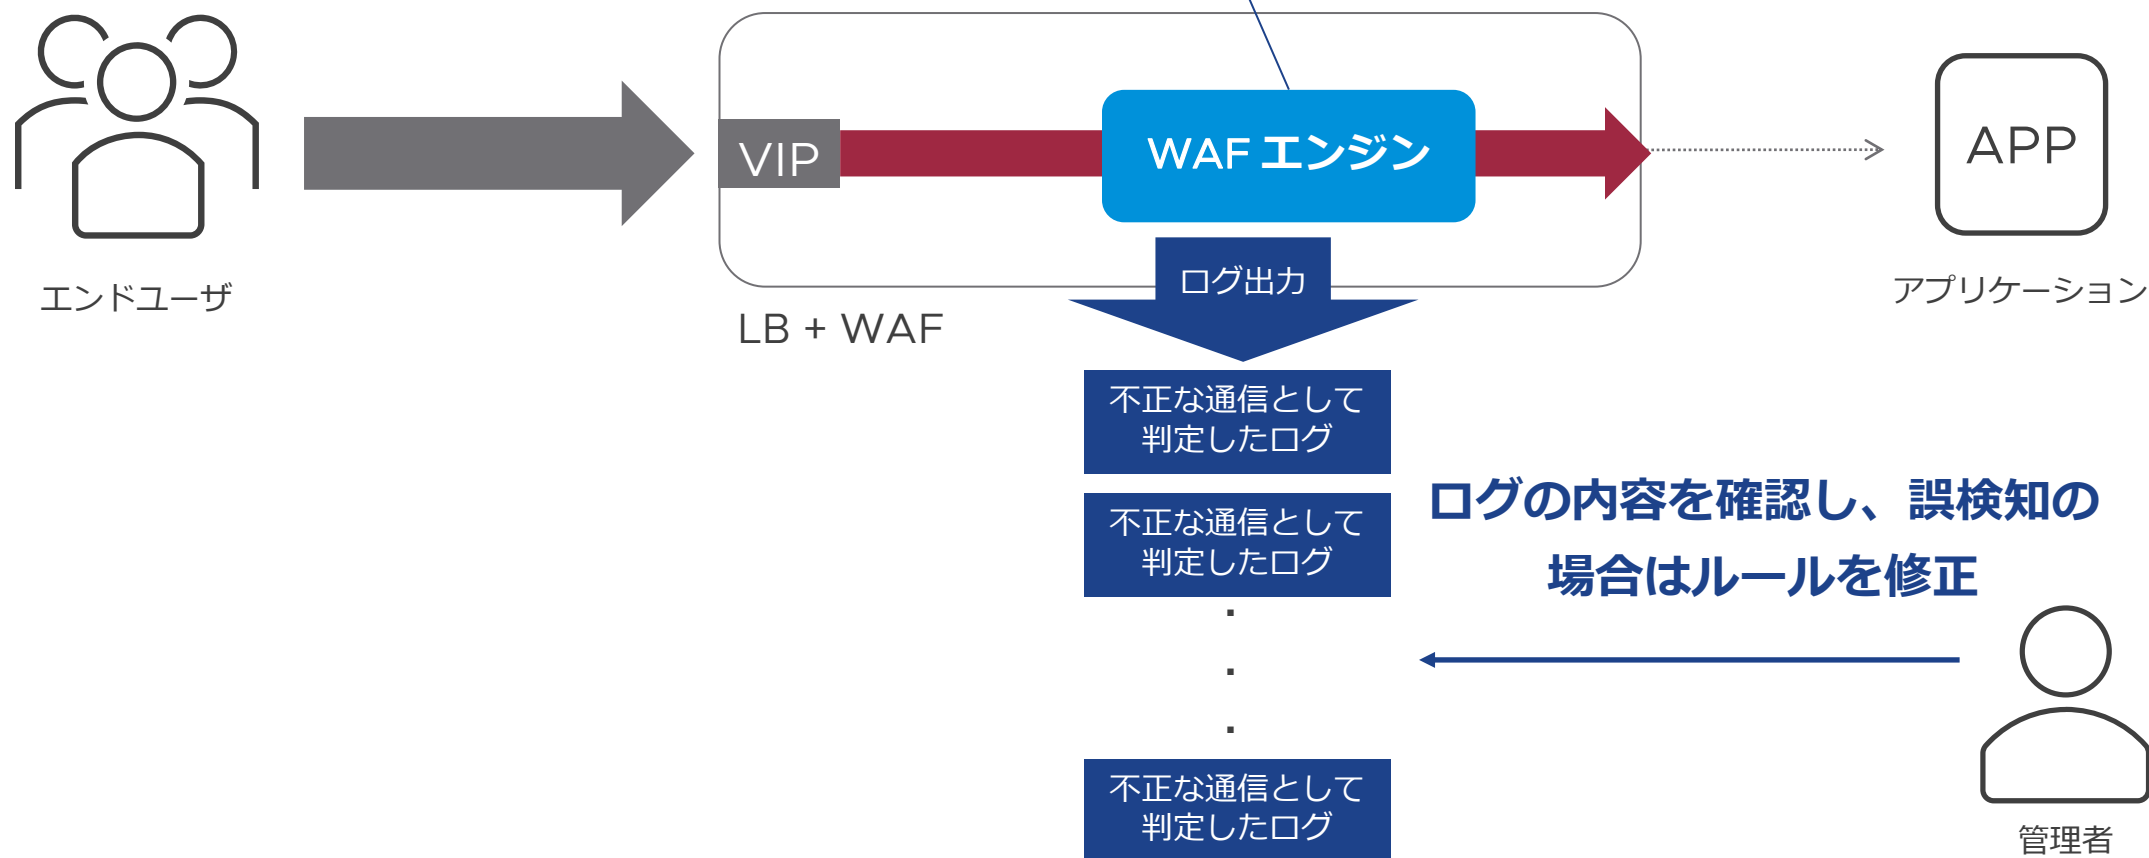 VIP
WAF エンジン
APP
エンドユーザ
ログ出力
アプリケーション
LB + WAF
不正な通信として
判定したログ
不正な通信として
判定したログ
ログの内容を確認し、誤検知の
場合はルールを修正
.
.
.
不正な通信として
判定したログ
管理者